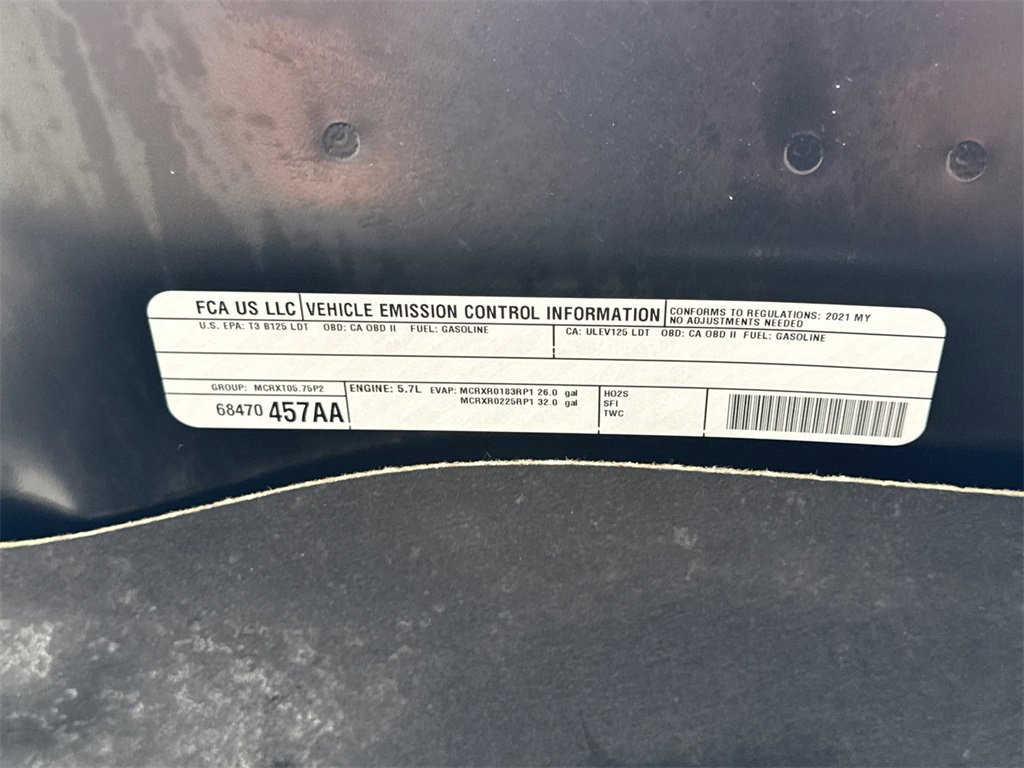 FCA US LLC VEHICLE EMISSION CONTROL INFORMATION
CONFORMS TO REGULATIONS: 2021 MY
NO ADJUSTMENTS NEEDED
U.S. EPA: T3 B125 LDT OBD: CA OBD II FUEL: GASOLINE
CA: ULEV125 LDT OBD: CA OBD II FUEL: GASOLINE
GROUP: MCRXT05.75P2
68470 457AA
ENGINE: 5.7L EVAP: MCRXR0183RP1 26.0 gal
MCRXR0225RP1 32.0 gal
HO2S
SFI
TWC